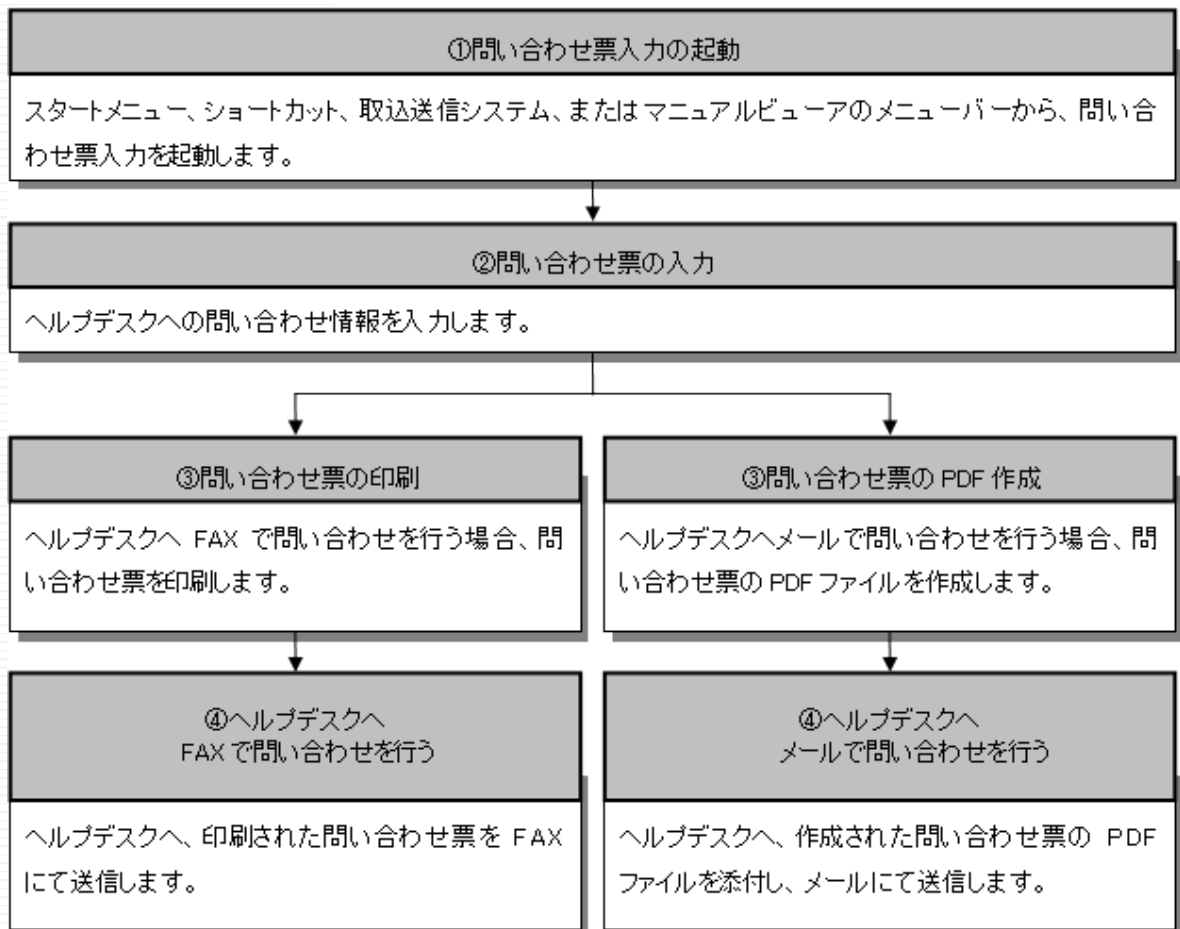 ①問い合わせ票入力の起動
スタートメニュー、ショートカット、取込送信システム、またはマニュアルビューアのメニューバーから、問い合
わせ票入力を起動します。
②問い合わせ票の入力
ヘルプデスクへの問い合わせ情報を入力します。
③問い合わせ票の印刷
ヘルプデスクへ FAX で問い合わせを行う場合、問
い合わせ票を印刷します。
③問い合わせ票の PDF 作成
ヘルプデスクへメールで問い合わせを行う場合、問
い合わせ票の PDF ファイルを作成します。
④ヘルプデスクへ
FAX で問い合わせを行う
ヘルプデスクへ、印刷された問い合わせ票を FAX
にて送信します。
④ヘルプデスクへ
メールで問い合わせを行う
ヘルプデスクへ、作成された問い合わせ票の PDF
ファイルを添付し、メールにて送信します。